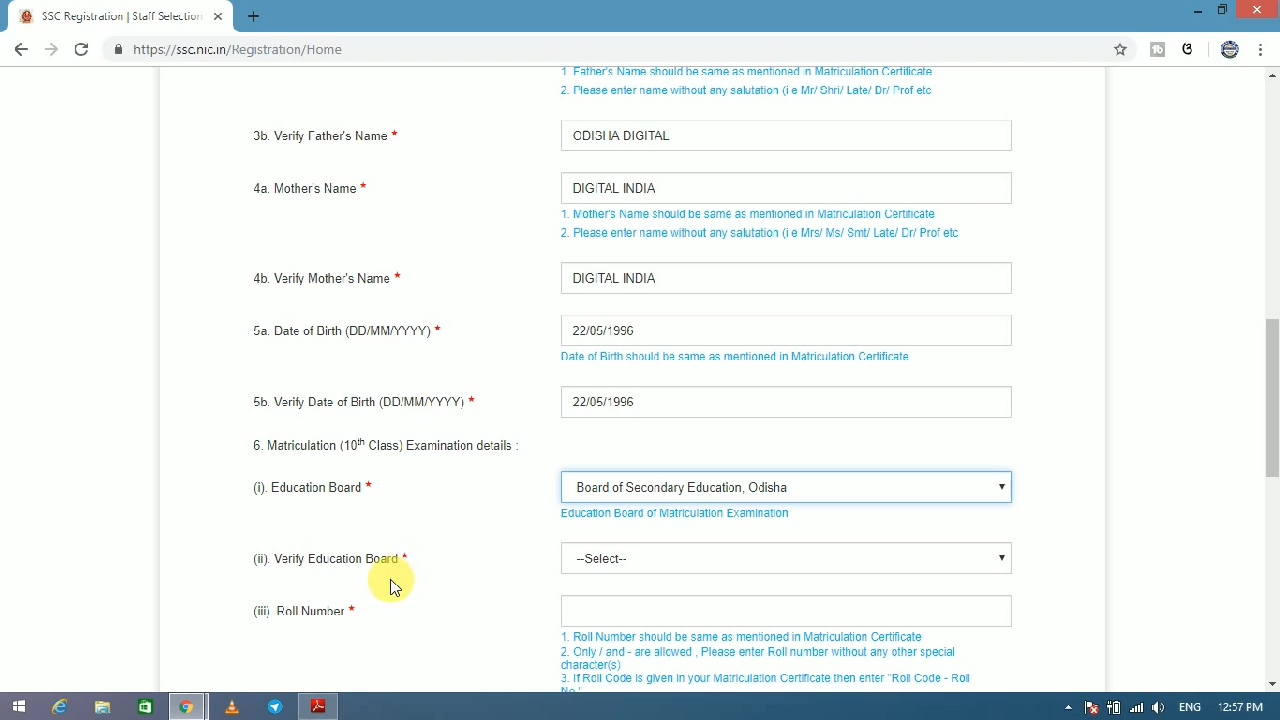 SSC Registration | Staff Selection
https://ssc.nic.in/Registration/Home
1. Father's Name should be same as mentioned in Matriculation Certificate
2. Please enter name without any salutation (i e Mr/ Shri/ Late/ Dr/ Prof etc
3b. Verify Father's Name *
ODISHA DIGITAL
4a. Mother's Name *
DIGITAL INDIA
1. Mother's Name should be same as mentioned in Matriculation Certificate
2. Please enter name without any salutation (i e Mrs/ Ms/ Smt/ Late/ Dr/ Prof etc
4b. Verify Mother's Name *
DIGITAL INDIA
5a. Date of Birth (DD/MM/YYYY) *
22/05/1996
Date of Birth should be same as mentioned in Matriculation Certificate
5b. Verify Date of Birth (DD/MM/YYYY) *
22/05/1996
6. Matriculation (10th Class) Examination details :
(i). Education Board *
Board of Secondary Education, Odisha
Education Board of Matriculation Examination
(ii). Verify Education Board *
--Select--
(iii) Roll Number *
1. Roll Number should be same as mentioned in Matriculation Certificate
2. Only / and - are allowed , Please enter Roll number without any other special
character(s)
3. If Roll Code is given in your Matriculation Certificate then enter "Roll Code - Roll
No."
ENG
12:57 PM